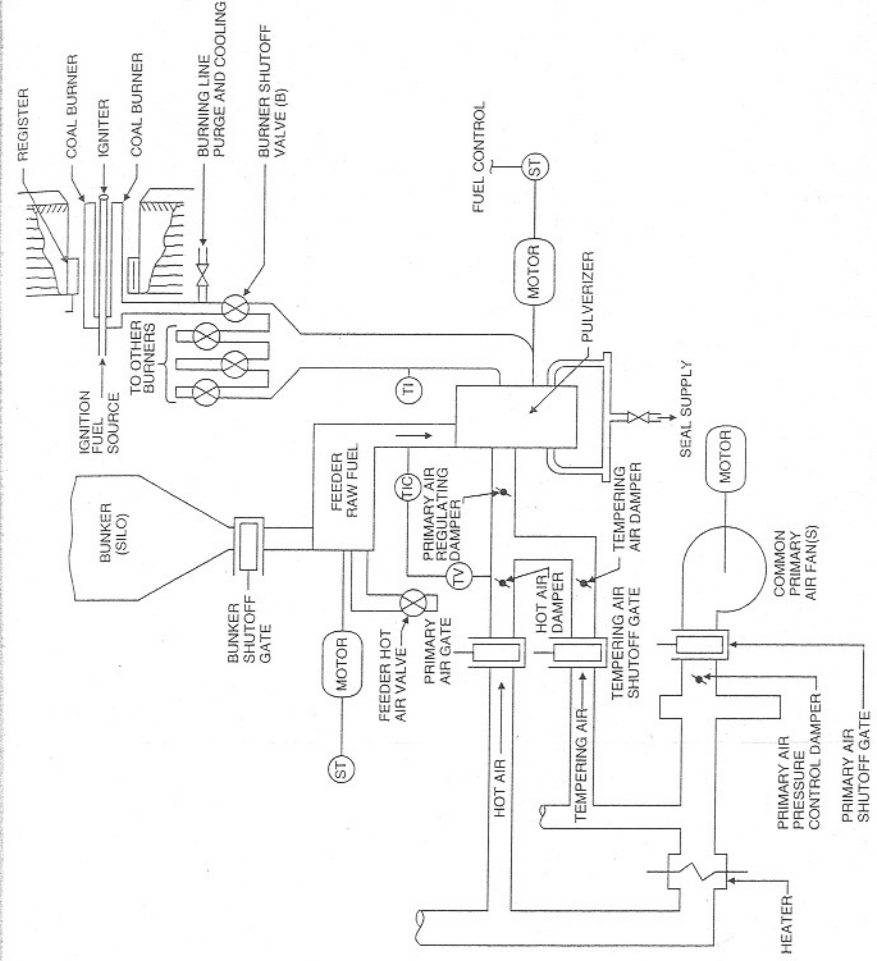 REGISTER
COAL BURNER
IGNITER
COAL BURNER
BURNING LINE
PURGE AND COOLING
BURNER SHUTOFF
VALVE (B)
IGNITION
FUEL
SOURCE
TO OTHER
BURNERS
FUEL CONTROL
ST
MOTOR
TI
PULVERIZER
SEAL SUPPLY
BUNKER
(SILO)
BUNKER
SHUTOFF
GATE
FEEDER
RAW FUEL
MOTOR
ST
FEEDER HOT
AIR VALVE
TIC
TV
PRIMARY AIR
REGULATING
DAMPER
PRIMARY
AIR GATE
HOT AIR
DAMPER
TEMPERING
AIR DAMPER
TEMPERING AIR
SHUTOFF GATE
HOT AIR
TEMPERING AIR
MOTOR
COMMON
PRIMARY
AIR FAN(S)
PRIMARY AIR
PRESSURE
CONTROL DAMPER
PRIMARY AIR
SHUTOFF GATE
HEATER